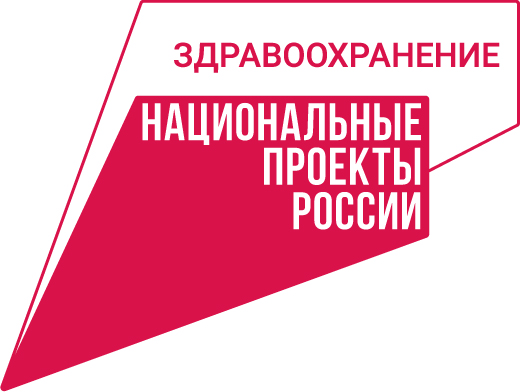 ЗДРАВООХРАНЕНИЕ
НАЦИОНАЛЬНЫЕ
ПРОЕКТЫ
РОССИИ